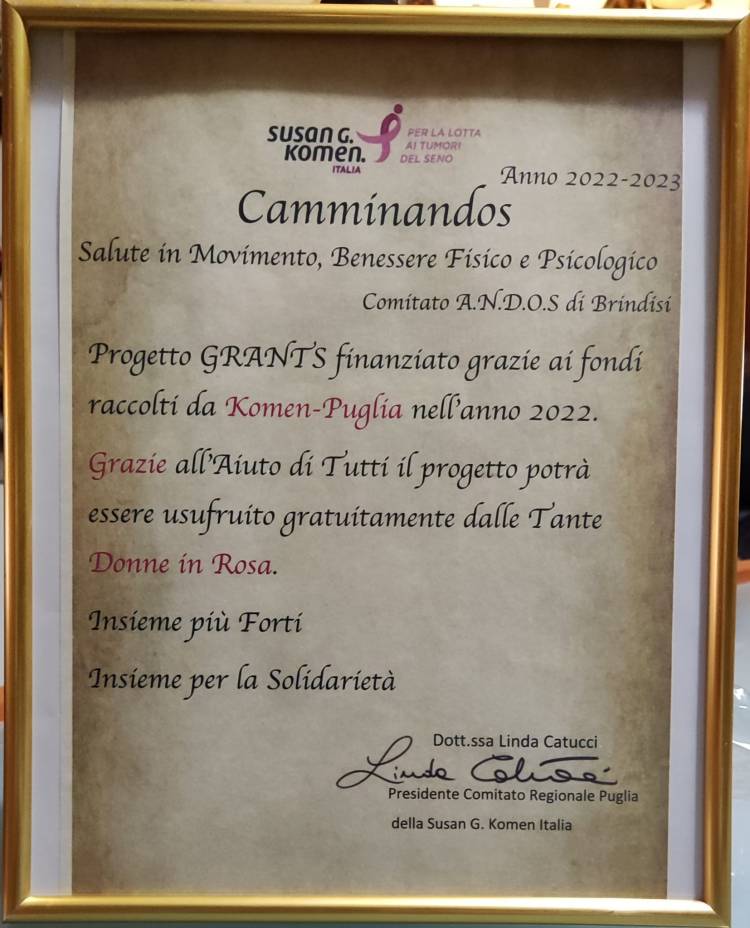 susan G.
komen.
ITALIA
PER LA LOTTA
AI TUMORI
DEL SENO
Anno 2022-2023
Camminandos
Salute in Movimento, Benessere Fisico e Psicologico
Comitato A.N.D.O.S di Brindisi
Progetto GRANTS finanziato grazie ai fondi
raccolti da Komen-Puglia nell'anno 2022.
Grazie all'Aiuto di Tutti il progetto potrà
essere usufruito gratuitamente dalle Tante
Donne in Rosa.
Insieme più Forti
Insieme per la Solidarietà
Dott.ssa Linda Catucci
Linda Catucci
Presidente Comitato Regionale Puglia
della Susan G. Komen Italia